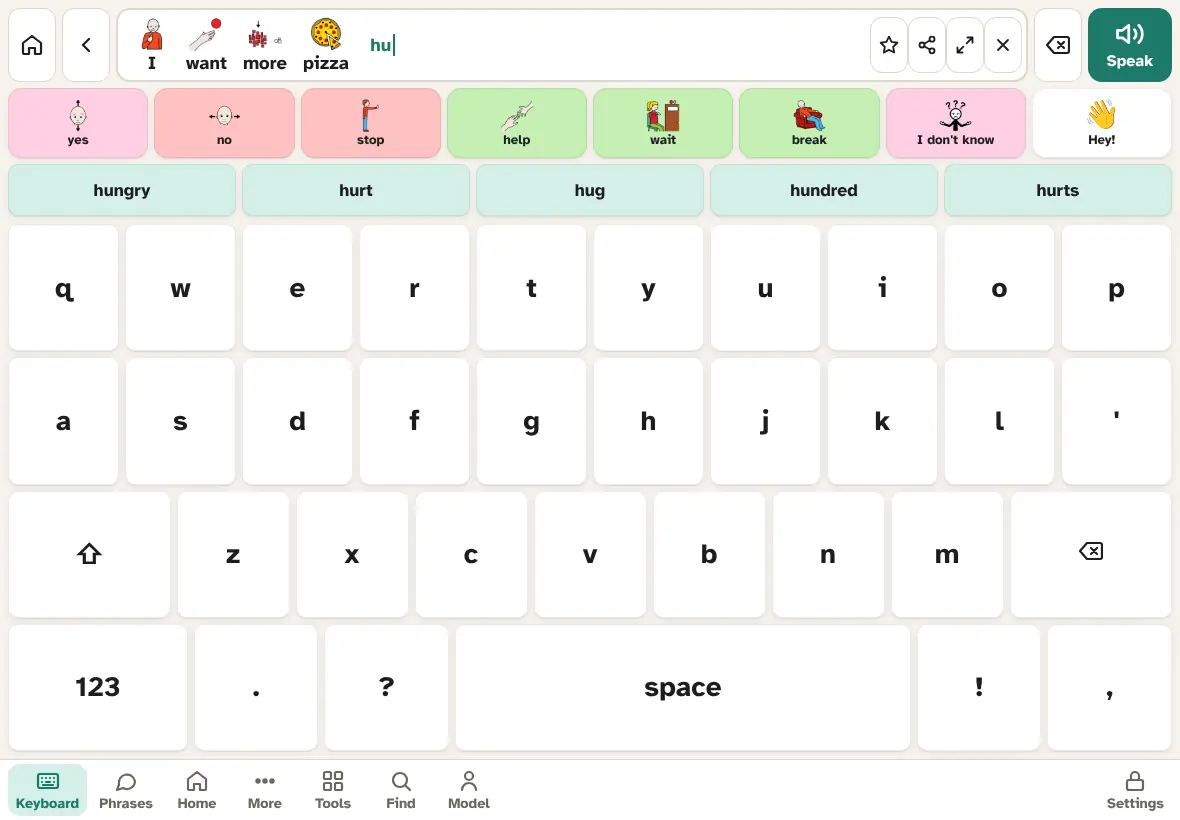 I want more pizza hu
Speak
yes no stop help wait break I don't know Hey!
hungry hurt hug hundred hurts
q w e r t y u i o p
a s d f g h j k l '
z x c v b n m
123 . ? space ! ,
Keyboard Phrases Home More Tools Find Model Settings